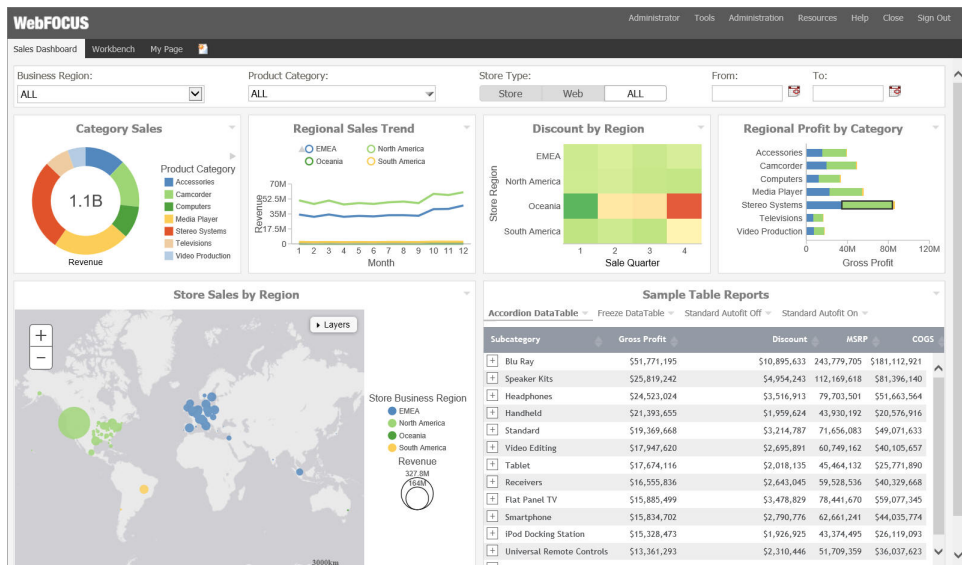 WebFOCUS
Administrator Tools Administration Resources Help Close Sign Out
Sales Dashboard Workbench My Page
Business Region: Product Category: Store Type: From: To:
ALL ALL Store Web ALL
Category Sales
Product Category
Accessories
Camcorder
Computers
Media Player
Stereo Systems
Televisions
Video Production
1.1B
Revenue
Regional Sales Trend
EMEA North America
Oceania South America
Revenue
70M
52.5M
35M
17.5M
0
1 2 3 4 5 6 7 8 9 10 11 12
Month
Discount by Region
Store Region
EMEA
North America
Oceania
South America
1 2 3 4
Sale Quarter
Regional Profit by Category
Accessories
Camcorder
Computers
Media Player
Stereo Systems
Televisions
Video Production
0 40M 80M 120M
Gross Profit
Store Sales by Region
+
−
Layers
Store Business Region
EMEA
North America
Oceania
South America
Revenue
327.8M
164M
3000km
Sample Table Reports
Accordion DataTable Freeze DataTable Standard Autofit Off Standard Autofit On
Subcategory Gross Profit Discount MSRP COGS
+ Blu Ray $51,771,195 $10,895,633 243,779,705 $181,112,921
+ Speaker Kits $25,819,242 $4,954,243 112,169,618 $81,396,140
+ Headphones $24,523,024 $3,516,913 79,703,501 $51,663,564
+ Handheld $21,393,655 $1,959,624 43,930,192 $20,576,916
+ Standard $19,369,668 $3,214,787 71,656,083 $49,071,633
+ Video Editing $17,947,620 $2,695,891 60,749,162 $40,105,657
+ Tablet $17,674,116 $2,018,135 45,464,132 $25,771,890
+ Receivers $16,555,836 $2,643,045 59,528,536 $40,329,668
+ Flat Panel TV $15,885,499 $3,478,829 78,441,670 $59,077,345
+ Smartphone $15,834,702 $2,790,776 62,661,241 $44,035,774
+ iPod Docking Station $15,328,473 $1,926,925 43,374,495 $26,119,093
+ Universal Remote Controls $13,361,293 $2,310,446 51,709,359 $36,037,623